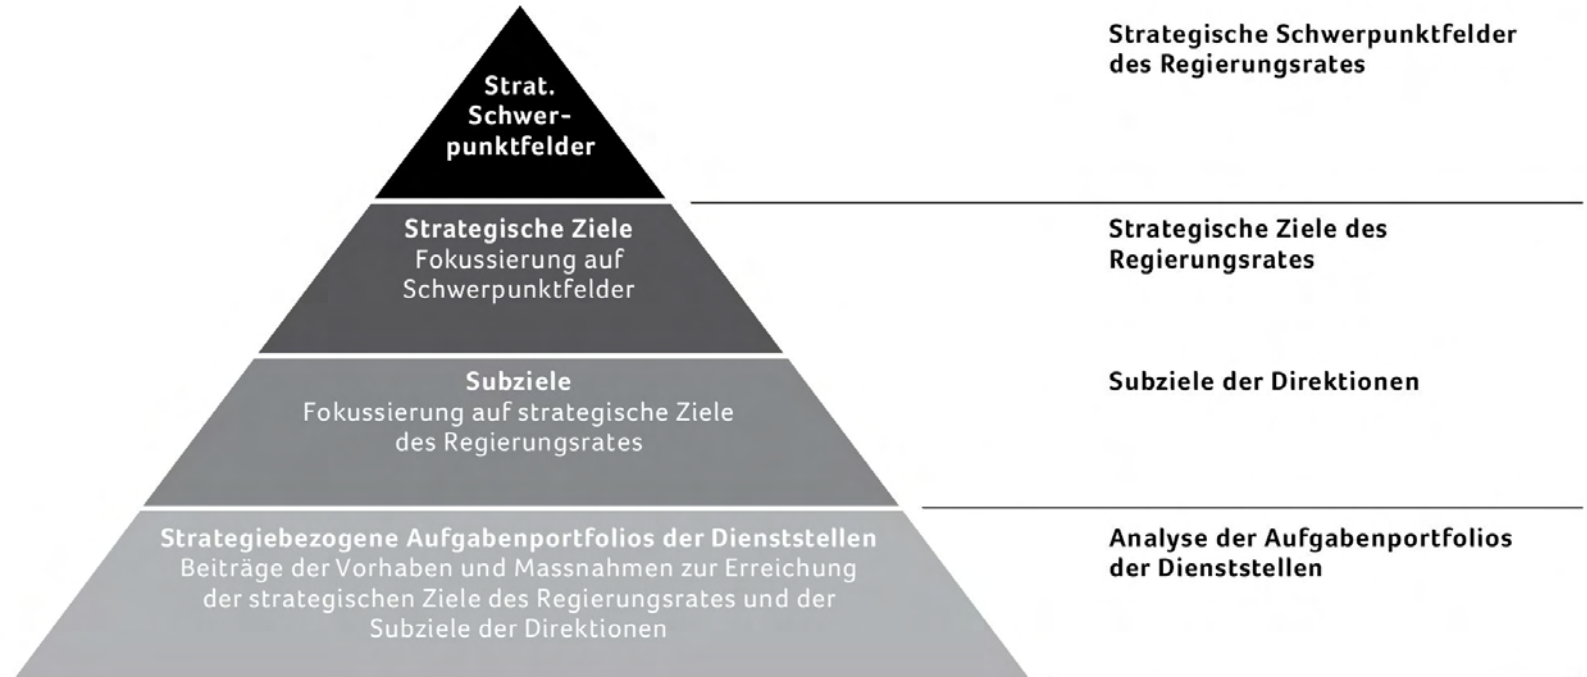 Strat.
Schwer-
punktfelder
Strategische Schwerpunktfelder
des Regierungsrates
Strategische Ziele
Fokussierung auf
Schwerpunktfelder
Strategische Ziele des
Regierungsrates
Subziele
Fokussierung auf strategische Ziele
des Regierungsrates
Subziele der Direktionen
Strategiebezogene Aufgabenportfolios der Dienststellen
Beiträge der Vorhaben und Massnahmen zur Erreichung
der strategischen Ziele des Regierungsrates und der
Subziele der Direktionen
Analyse der Aufgabenportfolios
der Dienststellen